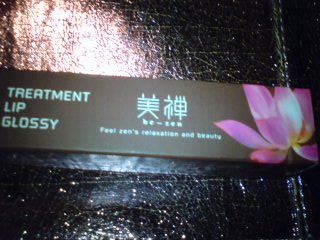 TREATMENT
LIP
GLOSSY
美禅
be-zen
Feel zen's relaxation and beauty